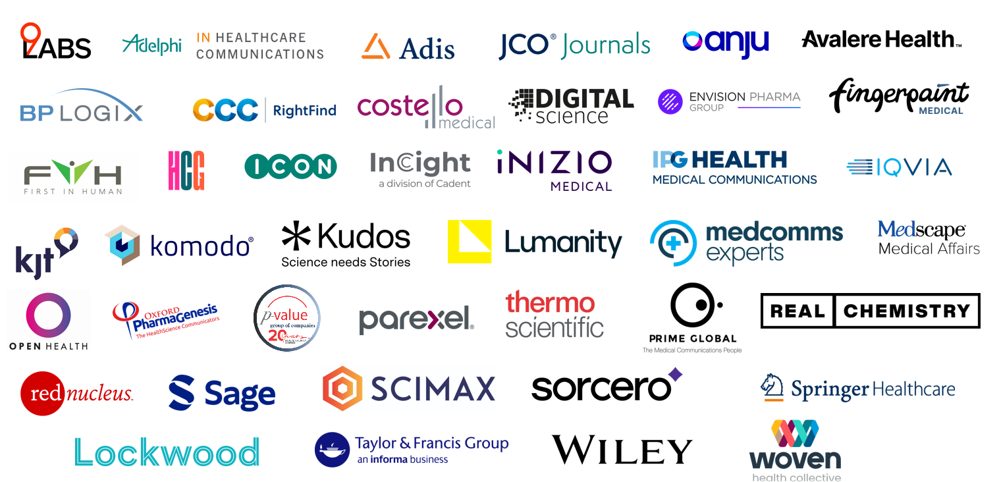 9LABS
Adelphi
IN HEALTHCARE
COMMUNICATIONS
Adis
JCO® Journals
anju
Avalere Health™
BP LOGIX
CCC RightFind
costello
medical
DIGITAL
science
ENVISION PHARMA
GROUP
fingerpaint
MEDICAL
FIH
FIRST IN HUMAN
HCG
ICON
InCight
a division of Cadent
iNIZIO
MEDICAL
IPG HEALTH
MEDICAL COMMUNICATIONS
IQVIA
kjt
komodo®
Kudos
Science needs Stories
Lumanity
medcomms
experts
Medscape®
Medical Affairs
OPEN HEALTH
OXFORD
PharmaGenesis
The HealthScience Communicators
p-value
group of companies
20 Years
parexel®
thermo
scientific
PRIME GLOBAL
The Medical Communications People
REAL CHEMISTRY
red nucleus™
Sage
SCIMAX
sorcero
Springer Healthcare
Lockwood
Taylor & Francis Group
an informa business
WILEY
woven
health collective